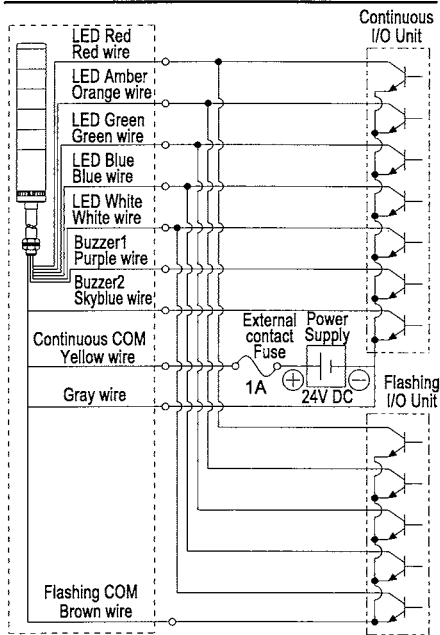 Continuous
I/O Unit
LED Red
Red wire
LED Amber
Orange wire
LED Green
Green wire
LED Blue
Blue wire
LED White
White wire
Buzzer1
Purple wire
Buzzer2
Skyblue wire
External
contact
Fuse
Power
Supply
Continuous COM
Yellow wire
1A
24V DC
Gray wire
Flashing
I/O Unit
Flashing COM
Brown wire